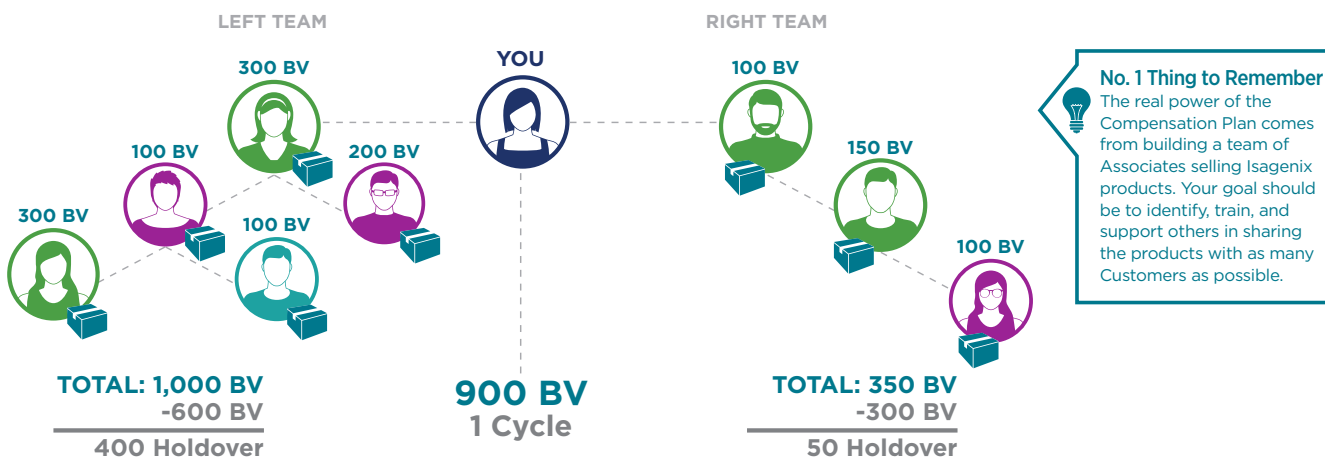 LEFT TEAM
RIGHT TEAM
YOU
300 BV
100 BV
200 BV
300 BV
100 BV
100 BV
150 BV
100 BV
No. 1 Thing to Remember
The real power of the
Compensation Plan comes
from building a team of
Associates selling Isagenix
products. Your goal should
be to identify, train, and
support others in sharing
the products with as many
Customers as possible.
TOTAL: 1,000 BV
-600 BV
400 Holdover
900 BV
1 Cycle
TOTAL: 350 BV
-300 BV
50 Holdover